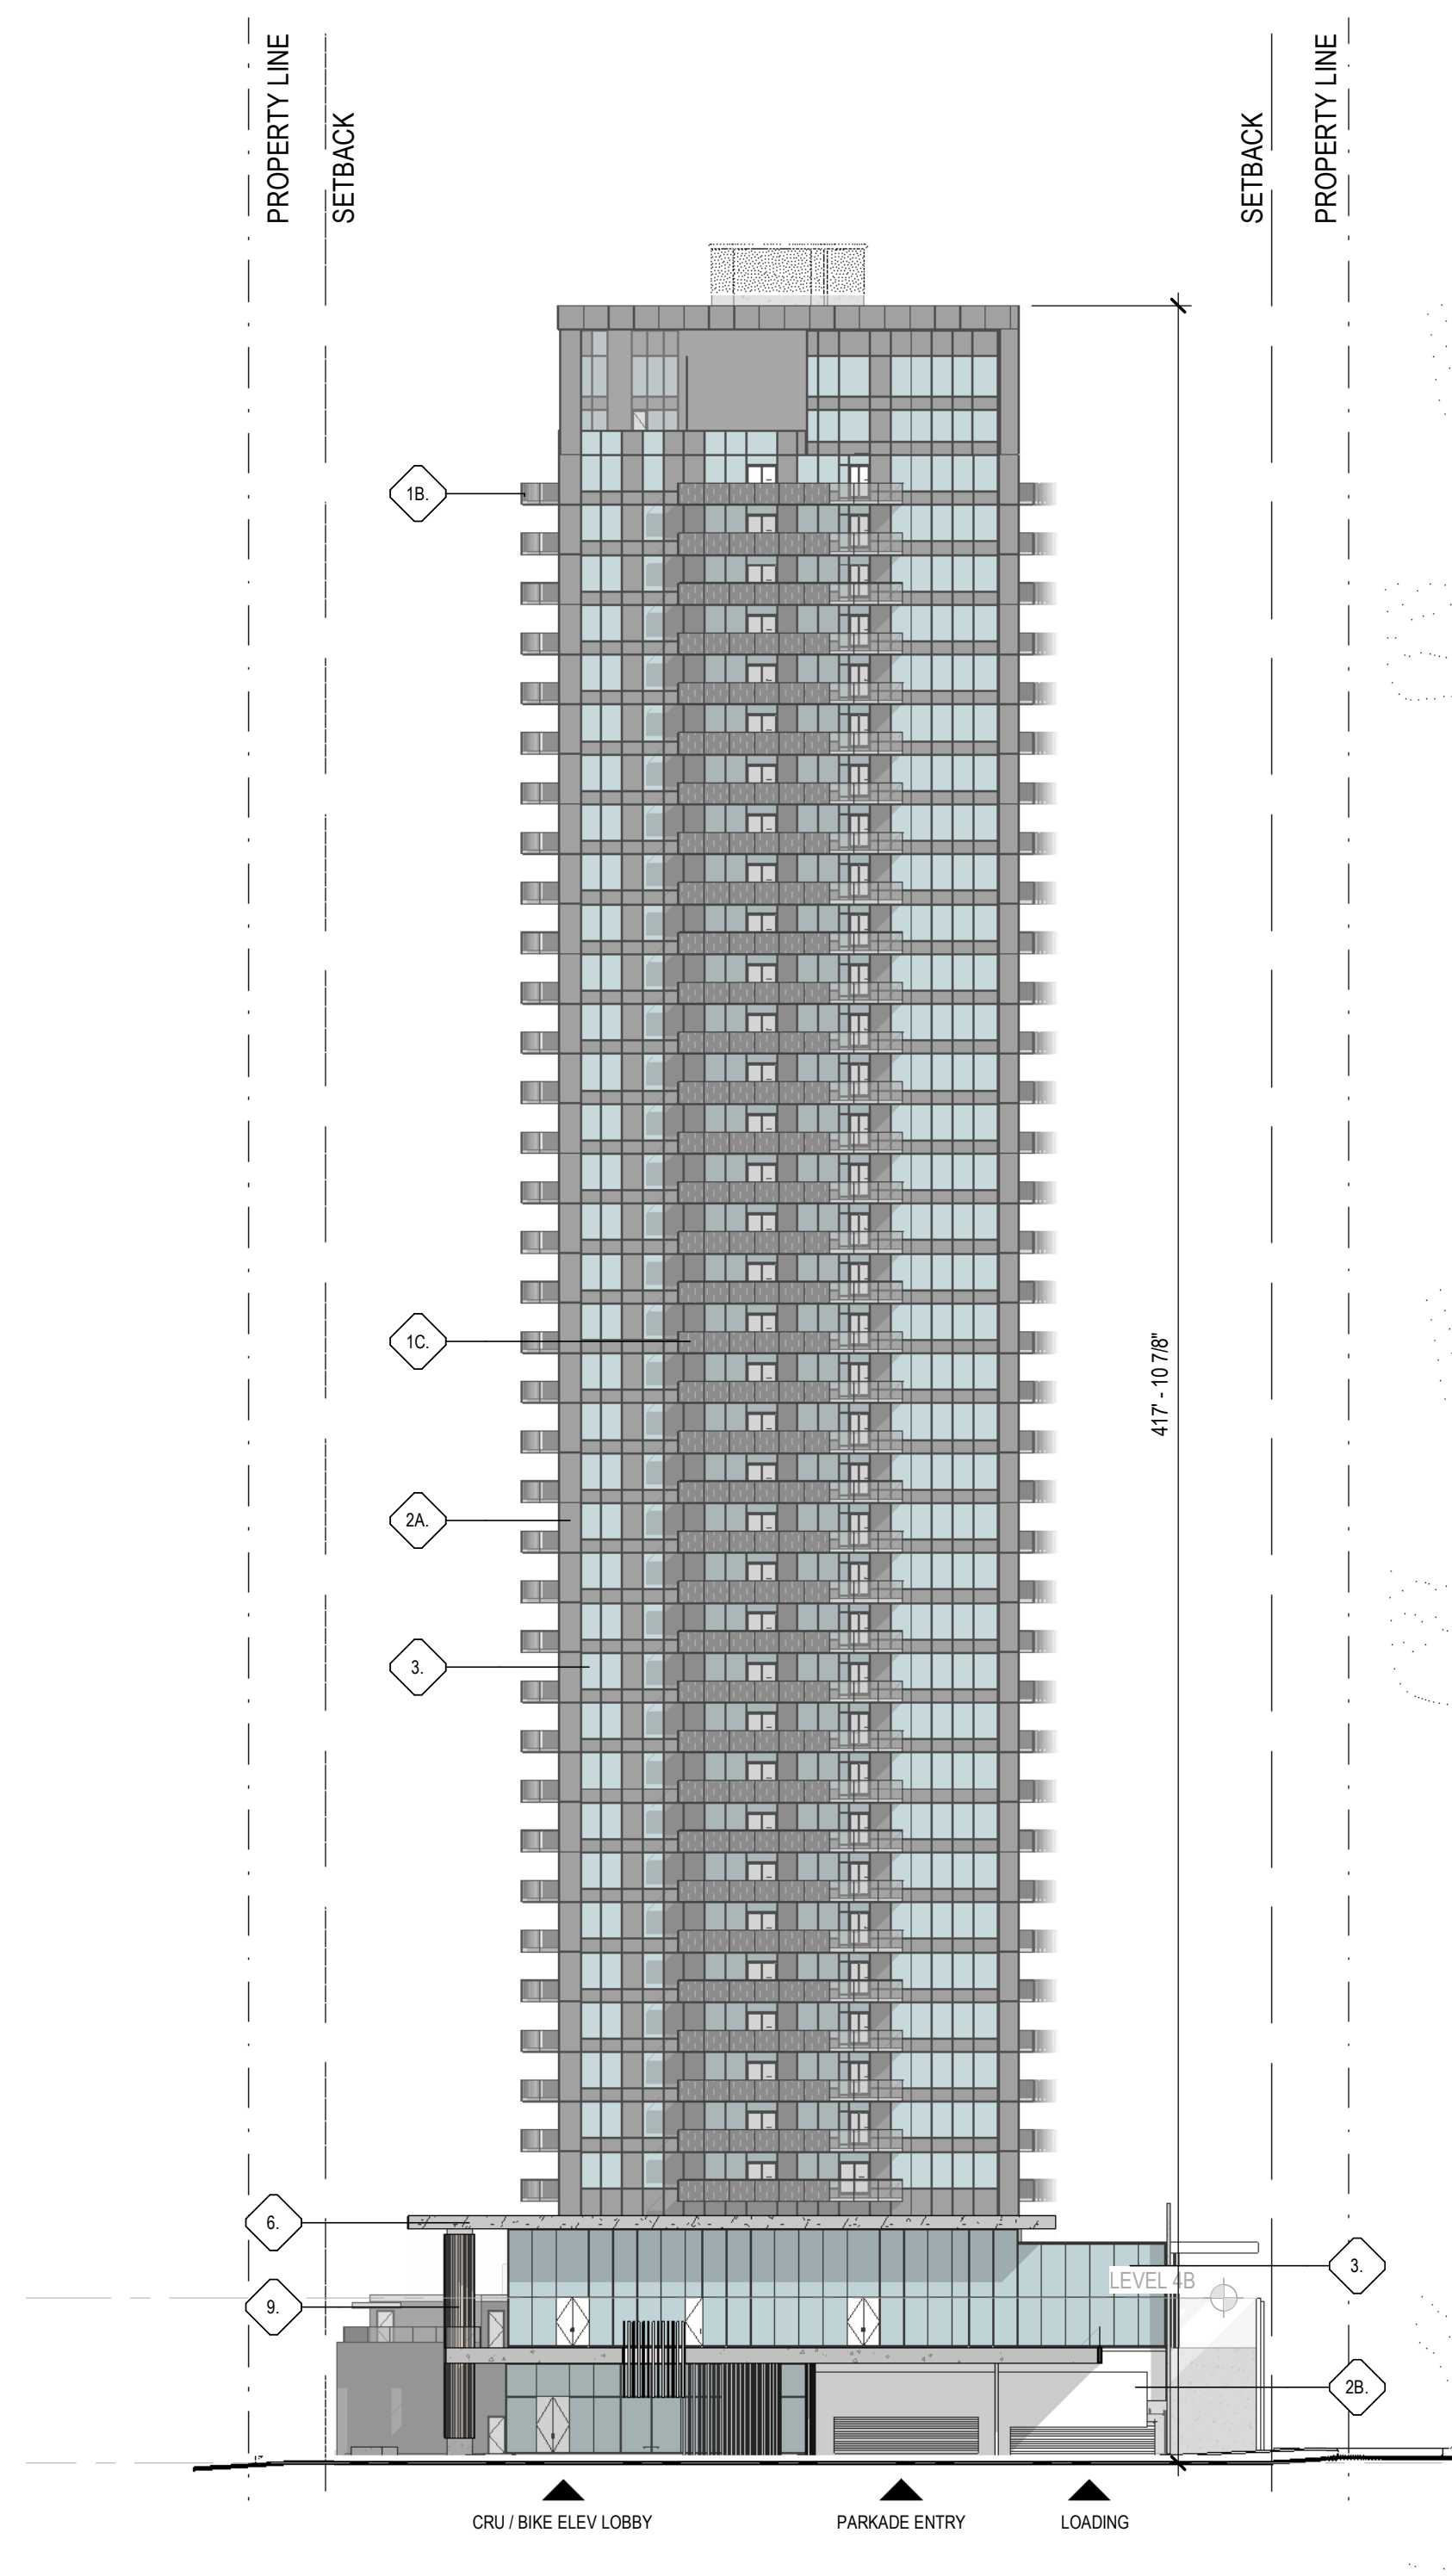 PROPERTY LINE
SETBACK
SETBACK
PROPERTY LINE
1B.
1C.
417' - 10 7/8"
2A.
3.
6.
3.
LEVEL 4B
9.
2B.
CRU / BIKE ELEV LOBBY
PARKADE ENTRY
LOADING